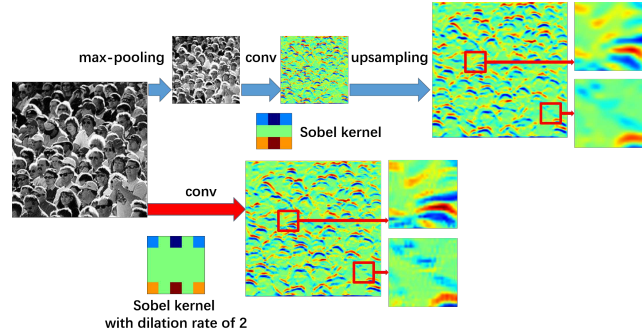 max-pooling
conv
upsampling
Sobel kernel
conv
Sobel kernel
with dilation rate of 2